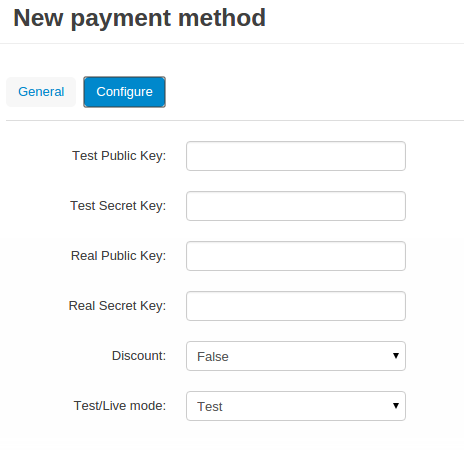 New payment method
General Configure
Test Public Key:
Test Secret Key:
Real Public Key:
Real Secret Key:
Discount: False
Test/Live mode: Test